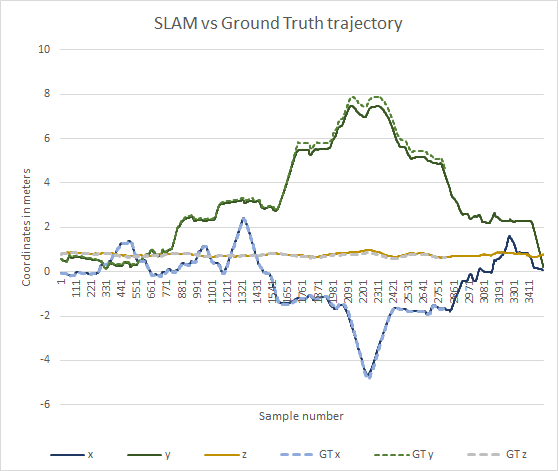 SLAM vs Ground Truth trajectory
10
8
6
4
2
0
-2
-4
-6
Coordinates in meters
1 111 221 331 441 551 661 771 881 991 1101 1211 1321 1431 1541 1651 1761 1871 1981 2091 2201 2311 2421 2531 2641 2751 2861 2971 3081 3191 3301 3411
Sample number
x y z GT x GT y GT z